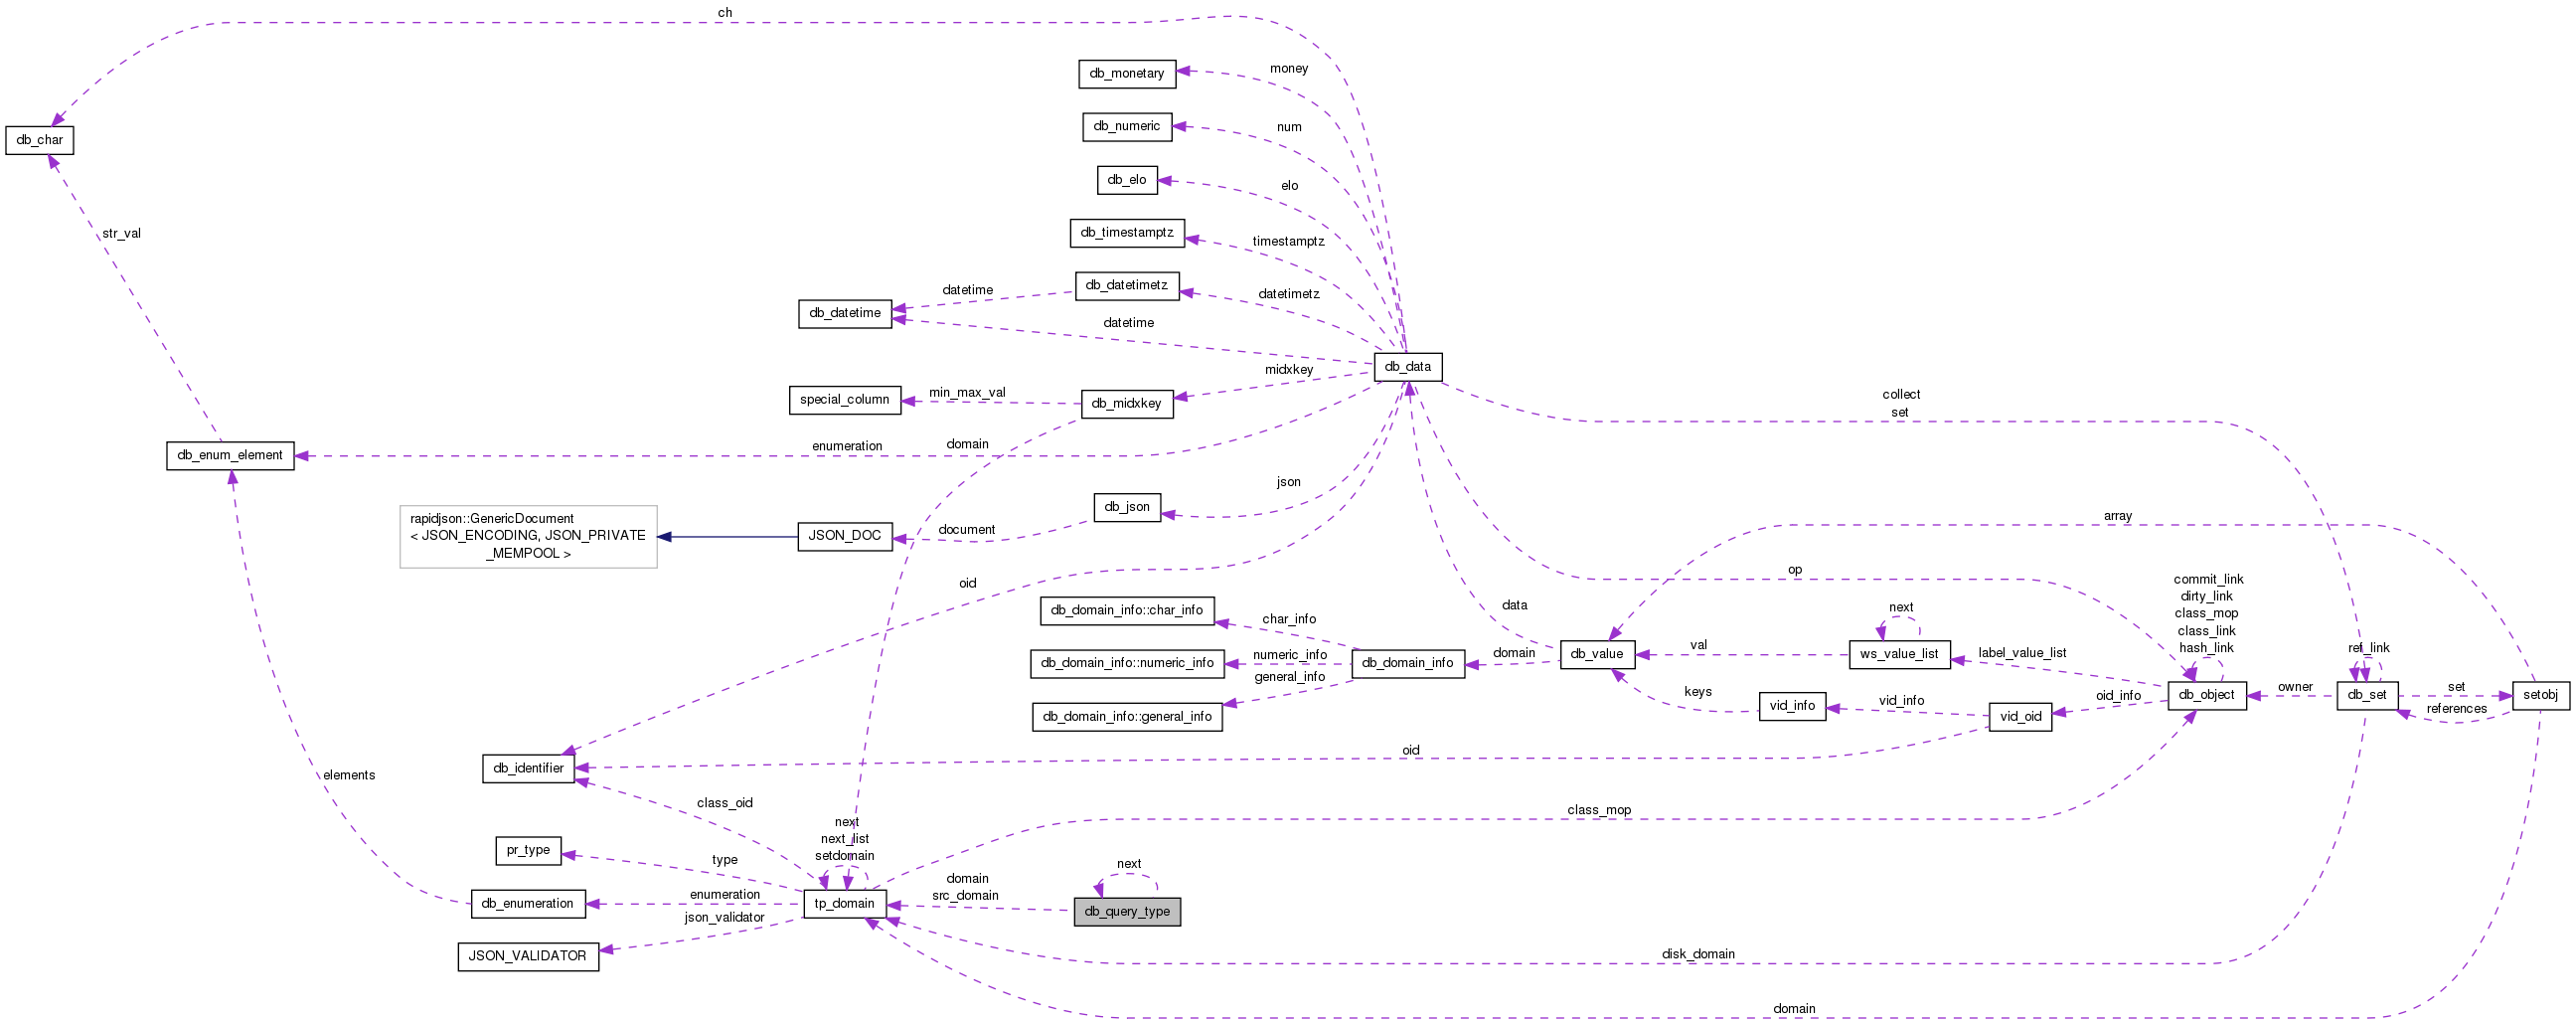 ch
money
db_monetary
num
db_numeric
db_char
elo
db_elo
str_val
timestamptz
db_timestamptz
datetimetz
db_datetimetz
datetime
db_datetime
datetime
db_data
midxkey
min_max_val
special_column
db_midxkey
collect
set
enumeration
domain
db_enum_element
json
db_json
rapidjson::GenericDocument
< JSON_ENCODING, JSON_PRIVATE
_MEMPOOL >
JSON_DOC
document
array
op
oid
commit_link
dirty_link
class_mop
class_link
hash_link
data
next
db_domain_info::char_info
char_info
db_domain_info::numeric_info
numeric_info
db_domain_info
domain
db_value
val
ws_value_list
label_value_list
ref_link
general_info
db_domain_info::general_info
keys
vid_info
vid_info
vid_oid
oid_info
db_object
owner
db_set
set
references
setobj
oid
db_identifier
elements
class_oid
class_mop
next
next_list
setdomain
pr_type
type
next
domain
src_domain
enumeration
db_enumeration
tp_domain
db_query_type
json_validator
JSON_VALIDATOR
disk_domain
domain